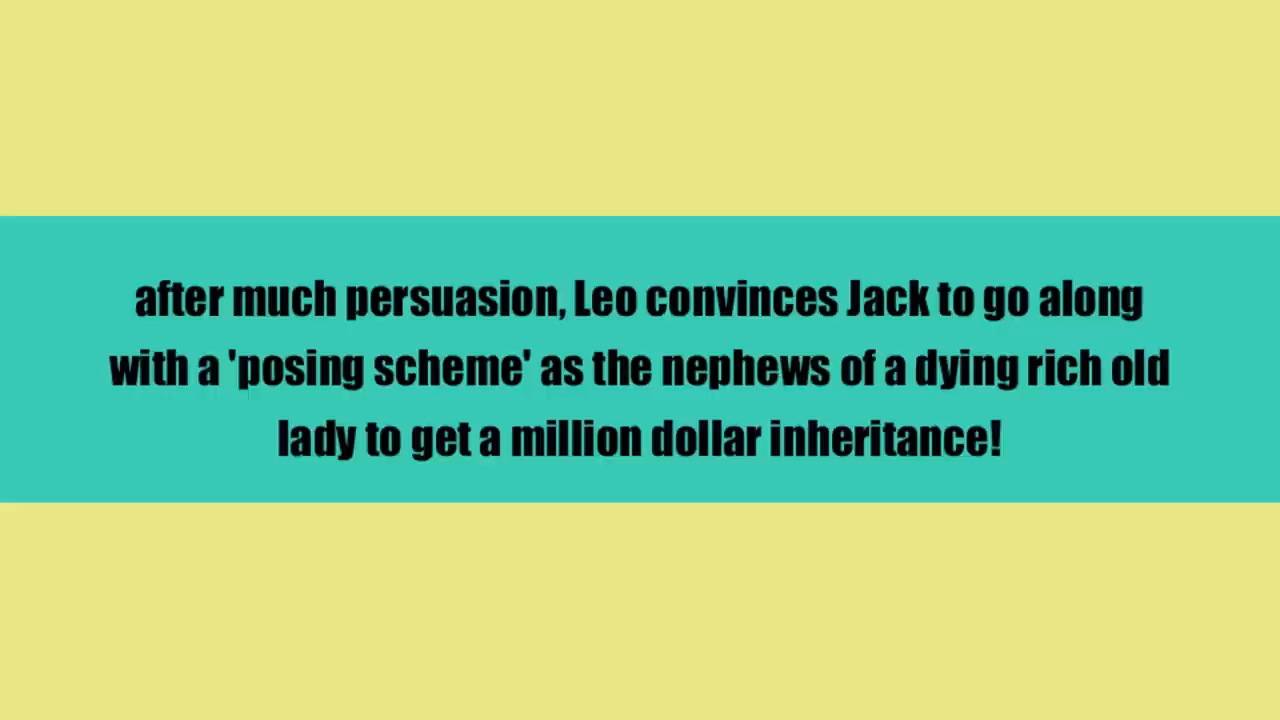 after much persuasion, Leo convinces Jack to go along
with a 'posing scheme' as the nephews of a dying rich old
lady to get a million dollar inheritance!